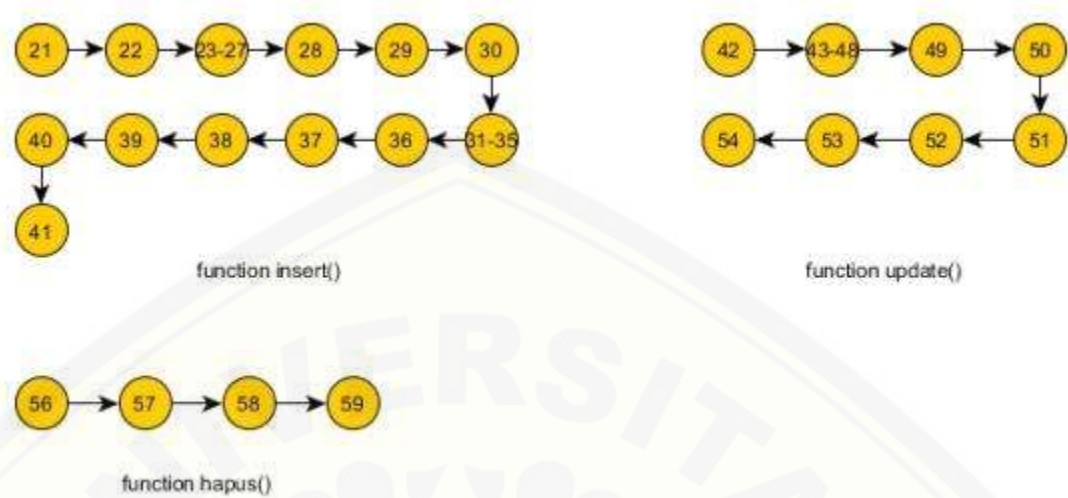 21 22 23-27 28 29 30
40 39 38 37 36 31-35
41
function insert()
42 43-48 49 50
54 53 52 51
function update()
56 57 58 59
function hapus()
UNIVERSITA